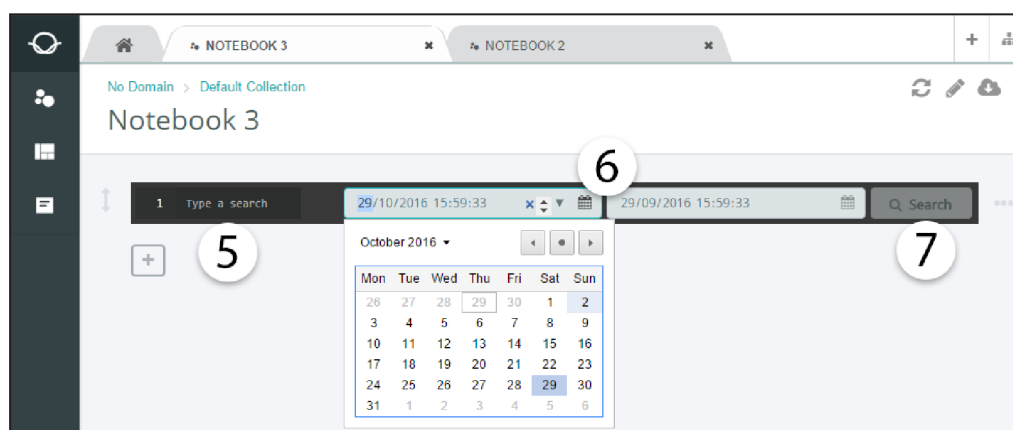 NOTEBOOK 3 NOTEBOOK 2
No Domain > Default Collection
Notebook 3
6
1 Type a search 29/10/2016 15:59:33 29/09/2016 15:59:33 Search
5 7
October 2016
Mon Tue Wed Thu Fri Sat Sun
26 27 28 29 30 1 2
3 4 5 6 7 8 9
10 11 12 13 14 15 16
17 18 19 20 21 22 23
24 25 26 27 28 29 30
31 1 2 3 4 5 6